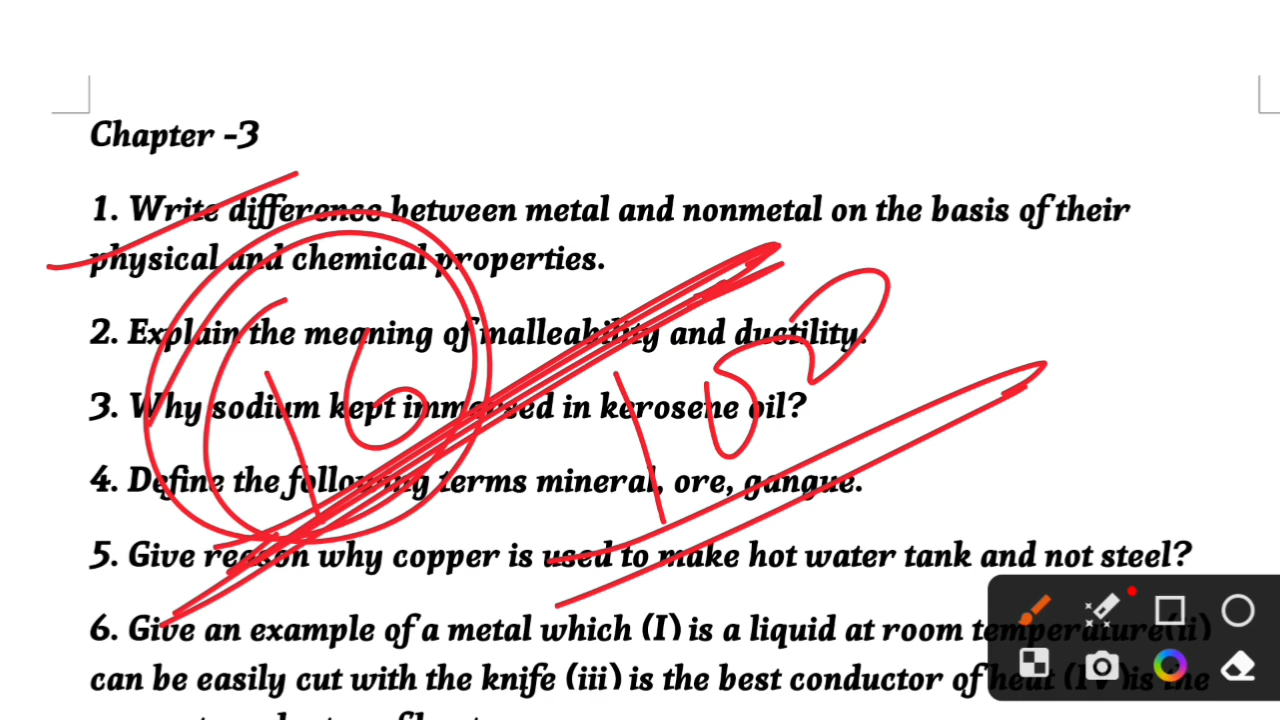 Chapter -3
1. Write difference between metal and nonmetal on the basis of their
physical and chemical properties.
2. Explain the meaning of malleability and ductility.
3. Why sodium kept immersed in kerosene oil?
4. Define the following terms mineral, ore, gangue.
5. Give reason why copper is used to make hot water tank and not steel?
6. Give an example of a metal which (I) is a liquid at room temperature(ii)
can be easily cut with the knife (iii) is the best conductor of heat (IV)is the